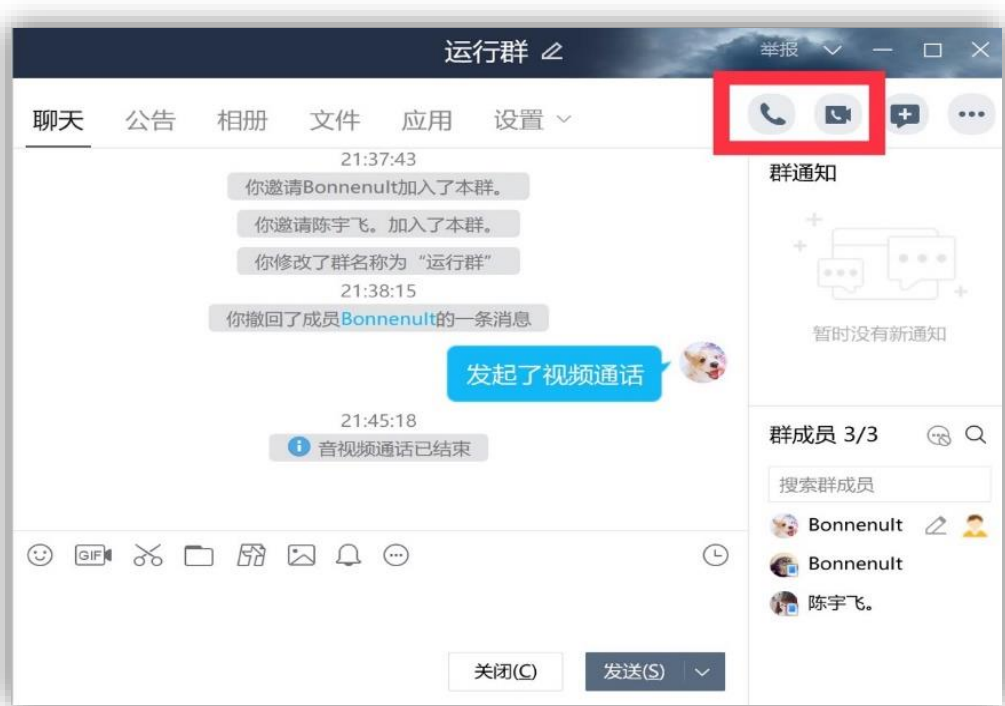 运行群
举报
聊天 公告 相册 文件 应用 设置
21:37:43
你邀请Bonnenult加入了本群。
你邀请陈宇飞。加入了本群。
你修改了群名称为“运行群”
21:38:15
你撤回了成员Bonnenult的一条消息
发起了视频通话
21:45:18
音视频通话已结束
GIF
关闭(C)
发送(S)
群通知
暂时没有新通知
群成员 3/3
搜索群成员
Bonnenult
Bonnenult
陈宇飞。